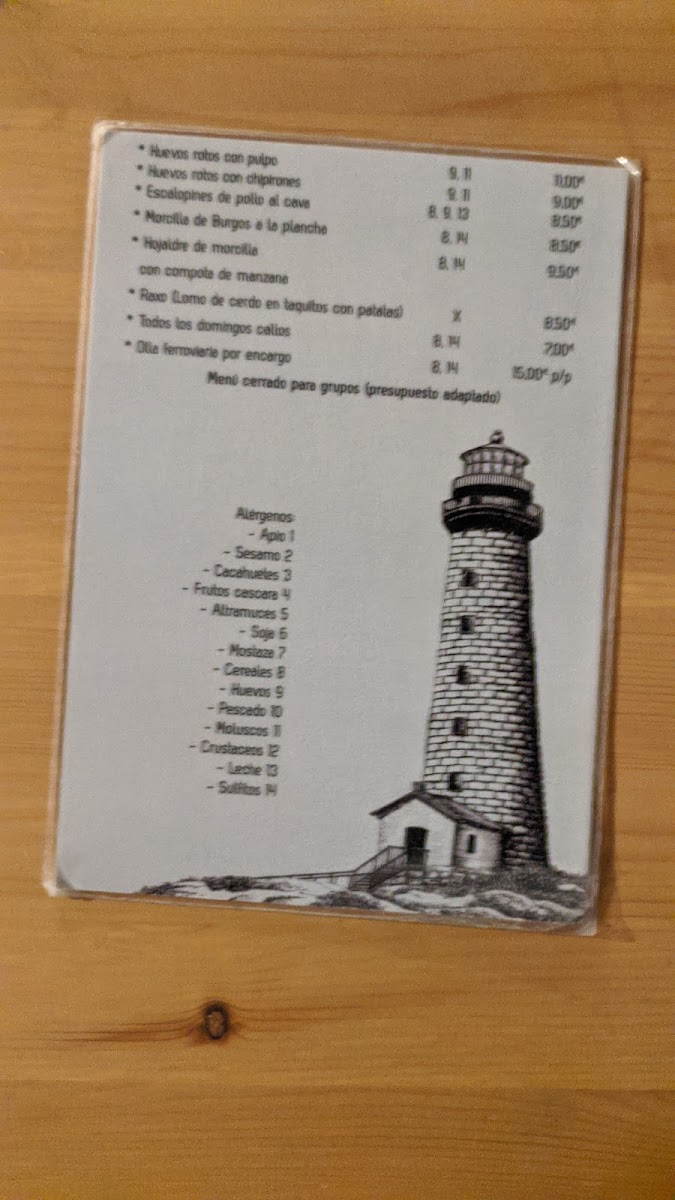 * Huevos rotos con pulpo 9, 11 11,00€
* Huevos rotos con chipirones 9, 11 9,00€
* Escalopines de pollo al cava 8, 9, 13 8,50€
* Morcilla de Burgos a la plancha 8, 14 8,50€
* Hojaldre de morcilla 8, 14 9,50€
con compota de manzana
* Raxo (Lomo de cerdo en taquitos con patatas) X 8,50€
* Todos los domingos callos 8, 14 7,00€
* Olla ferroviaria por encargo 8, 14 15,00€ p/p
Menú cerrado para grupos (presupuesto adaptado)
Alérgenos:
- Apio 1
- Sesamo 2
- Cacahuetes 3
- Frutos cascara 4
- Altramuces 5
- Soja 6
- Mostaza 7
- Cereales 8
- Huevos 9
- Pescado 10
- Moluscos 11
- Crustaceos 12
- Leche 13
- Sulfitos 14